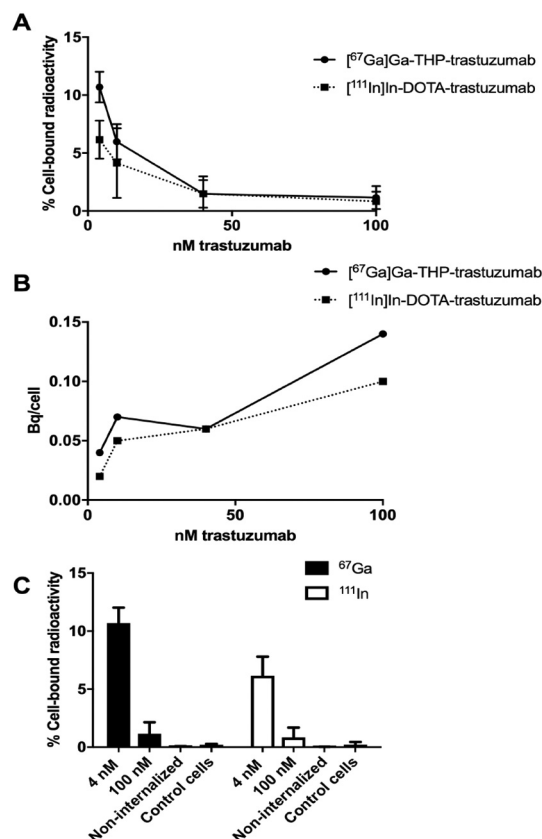 A
% Cell-bound radioactivity
15
10
5
0
0 50 100
nM trastuzumab
[⁶⁷Ga]Ga-THP-trastuzumab
[¹¹¹In]In-DOTA-trastuzumab
B
[⁶⁷Ga]Ga-THP-trastuzumab
[¹¹¹In]In-DOTA-trastuzumab
Bq/cell
0.15
0.10
0.05
0.00
0 50 100
nM trastuzumab
C
⁶⁷Ga
¹¹¹In
% Cell-bound radioactivity
15
10
5
0
4 nM
100 nM
Non-internalized
Control cells
4 nM
100 nM
Non-internalized
Control cells